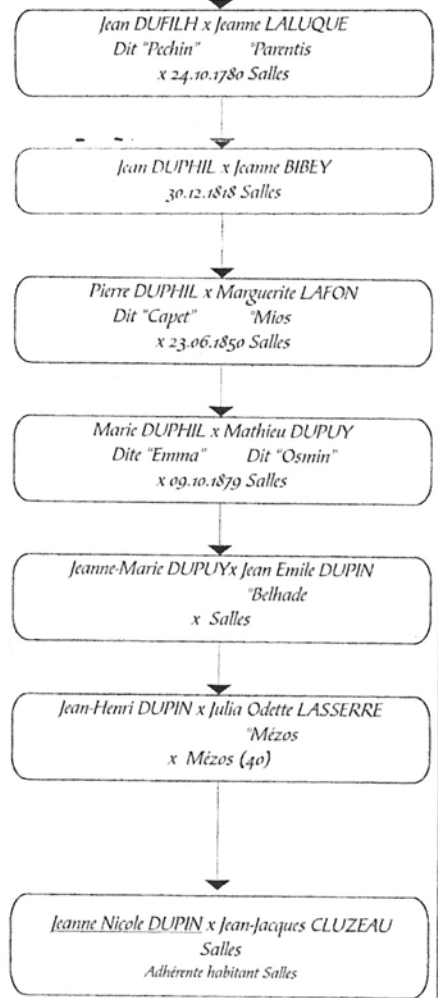 Jean DUFILH x Jeanne LALUQUE
Dit "Pechin" °Parentis
x 24.10.1780 Salles
Jean DUPHIL x Jeanne BIBEY
30.12.1818 Salles
Pierre DUPHIL x Marguerite LAFON
Dit "Capet" °Mios
x 23.06.1850 Salles
Marie DUPHIL x Mathieu DUPUY
Dite "Emma" Dit "Osmin"
x 09.10.1879 Salles
Jeanne-Marie DUPUYx Jean Emile DUPIN
°Belhade
x Salles
Jean-Henri DUPIN x Julia Odette LASSERRE
°Mézos
x Mézos (40)
Jeanne Nicole DUPIN x Jean-Jacques CLUZEAU
Salles
Adhérente habitant Salles